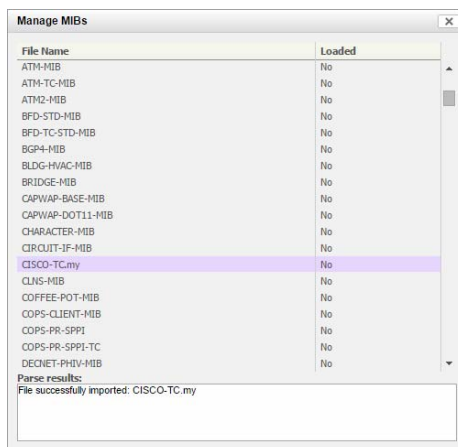 Manage MIBs
File Name Loaded
ATM-MIB No
ATM-TC-MIB No
ATM2-MIB No
BFD-STD-MIB No
BFD-TC-STD-MIB No
BGP4-MIB No
BLDG-HVAC-MIB No
BRIDGE-MIB No
CAPWAP-BASE-MIB No
CAPWAP-DOT11-MIB No
CHARACTER-MIB No
CIRCUIT-IF-MIB No
CISCO-TC.my No
CLNS-MIB No
COFFEE-POT-MIB No
COPS-CLIENT-MIB No
COPS-PR-SPPI No
COPS-PR-SPPI-TC No
DECNET-PHIV-MIB No
Parse results:
File successfully imported: CISCO-TC.my